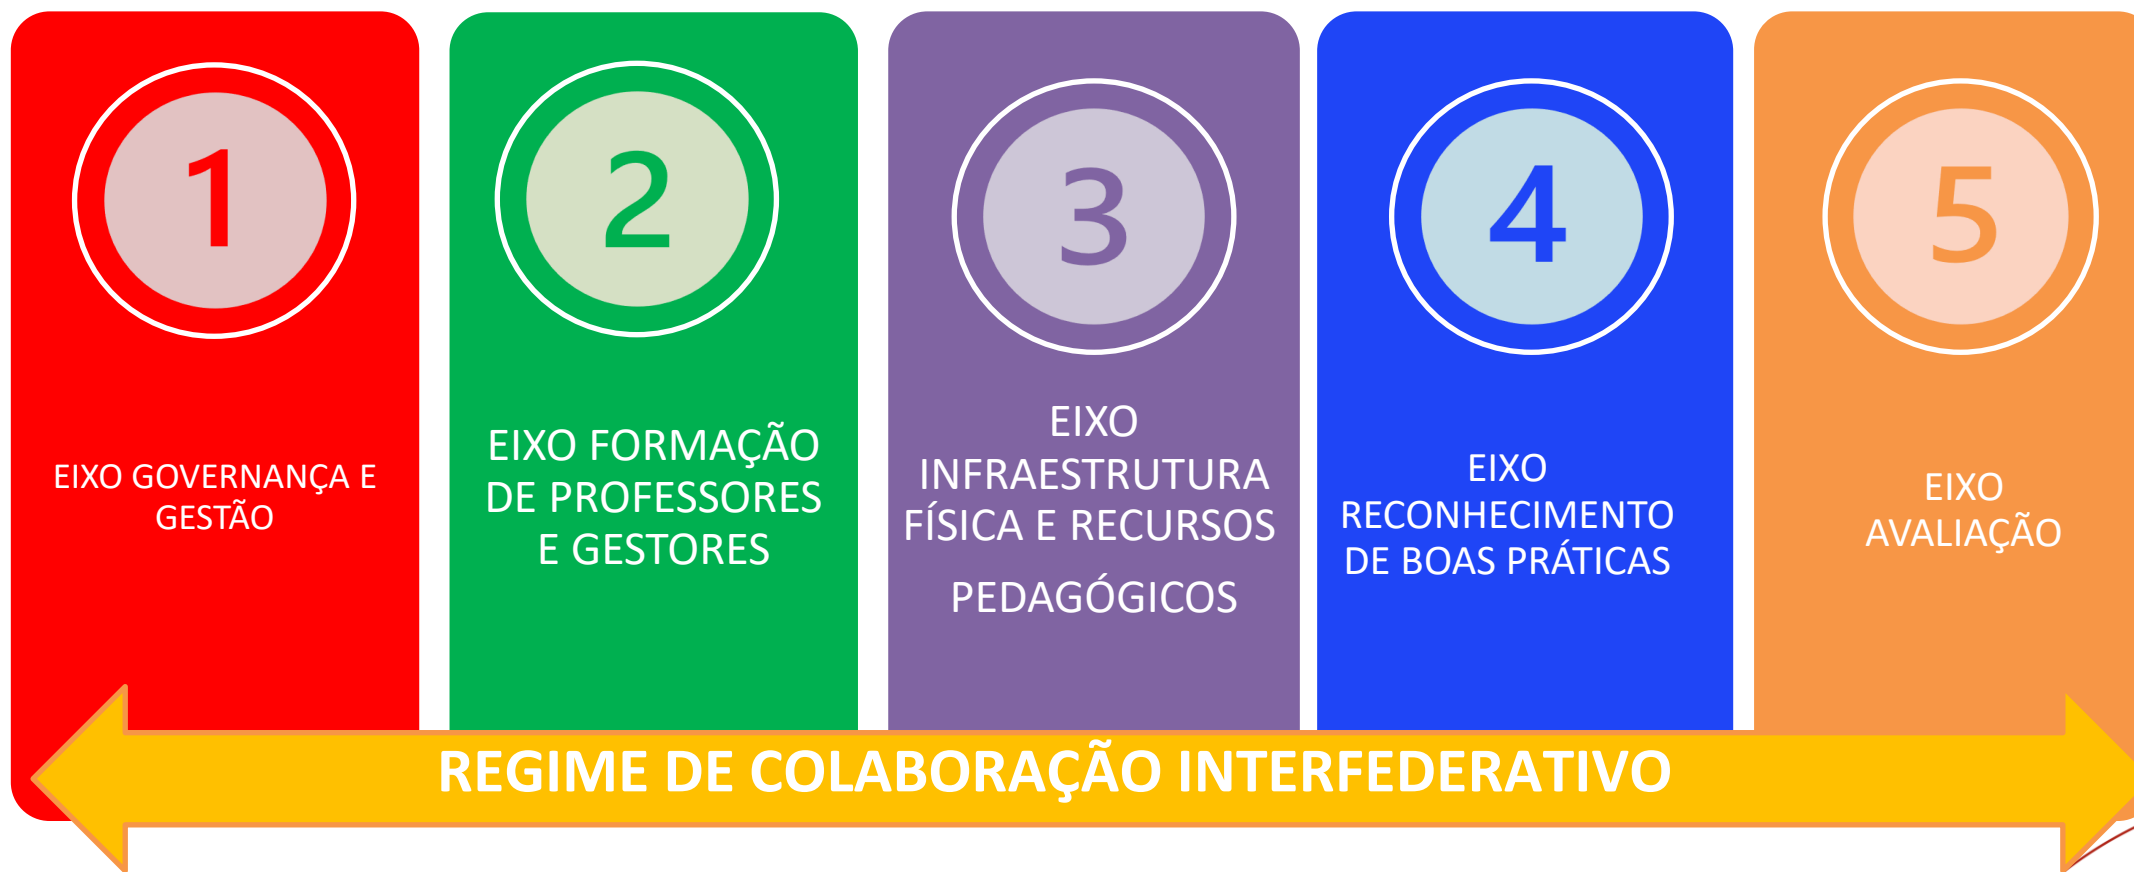 1
EIXO GOVERNANÇA E
GESTÃO
2
EIXO FORMAÇÃO
DE PROFESSORES
E GESTORES
3
EIXO
INFRAESTRUTURA
FÍSICA E RECURSOS
PEDAGÓGICOS
4
EIXO
RECONHECIMENTO
DE BOAS PRÁTICAS
5
EIXO
AVALIAÇÃO
REGIME DE COLABORAÇÃO INTERFEDERATIVO